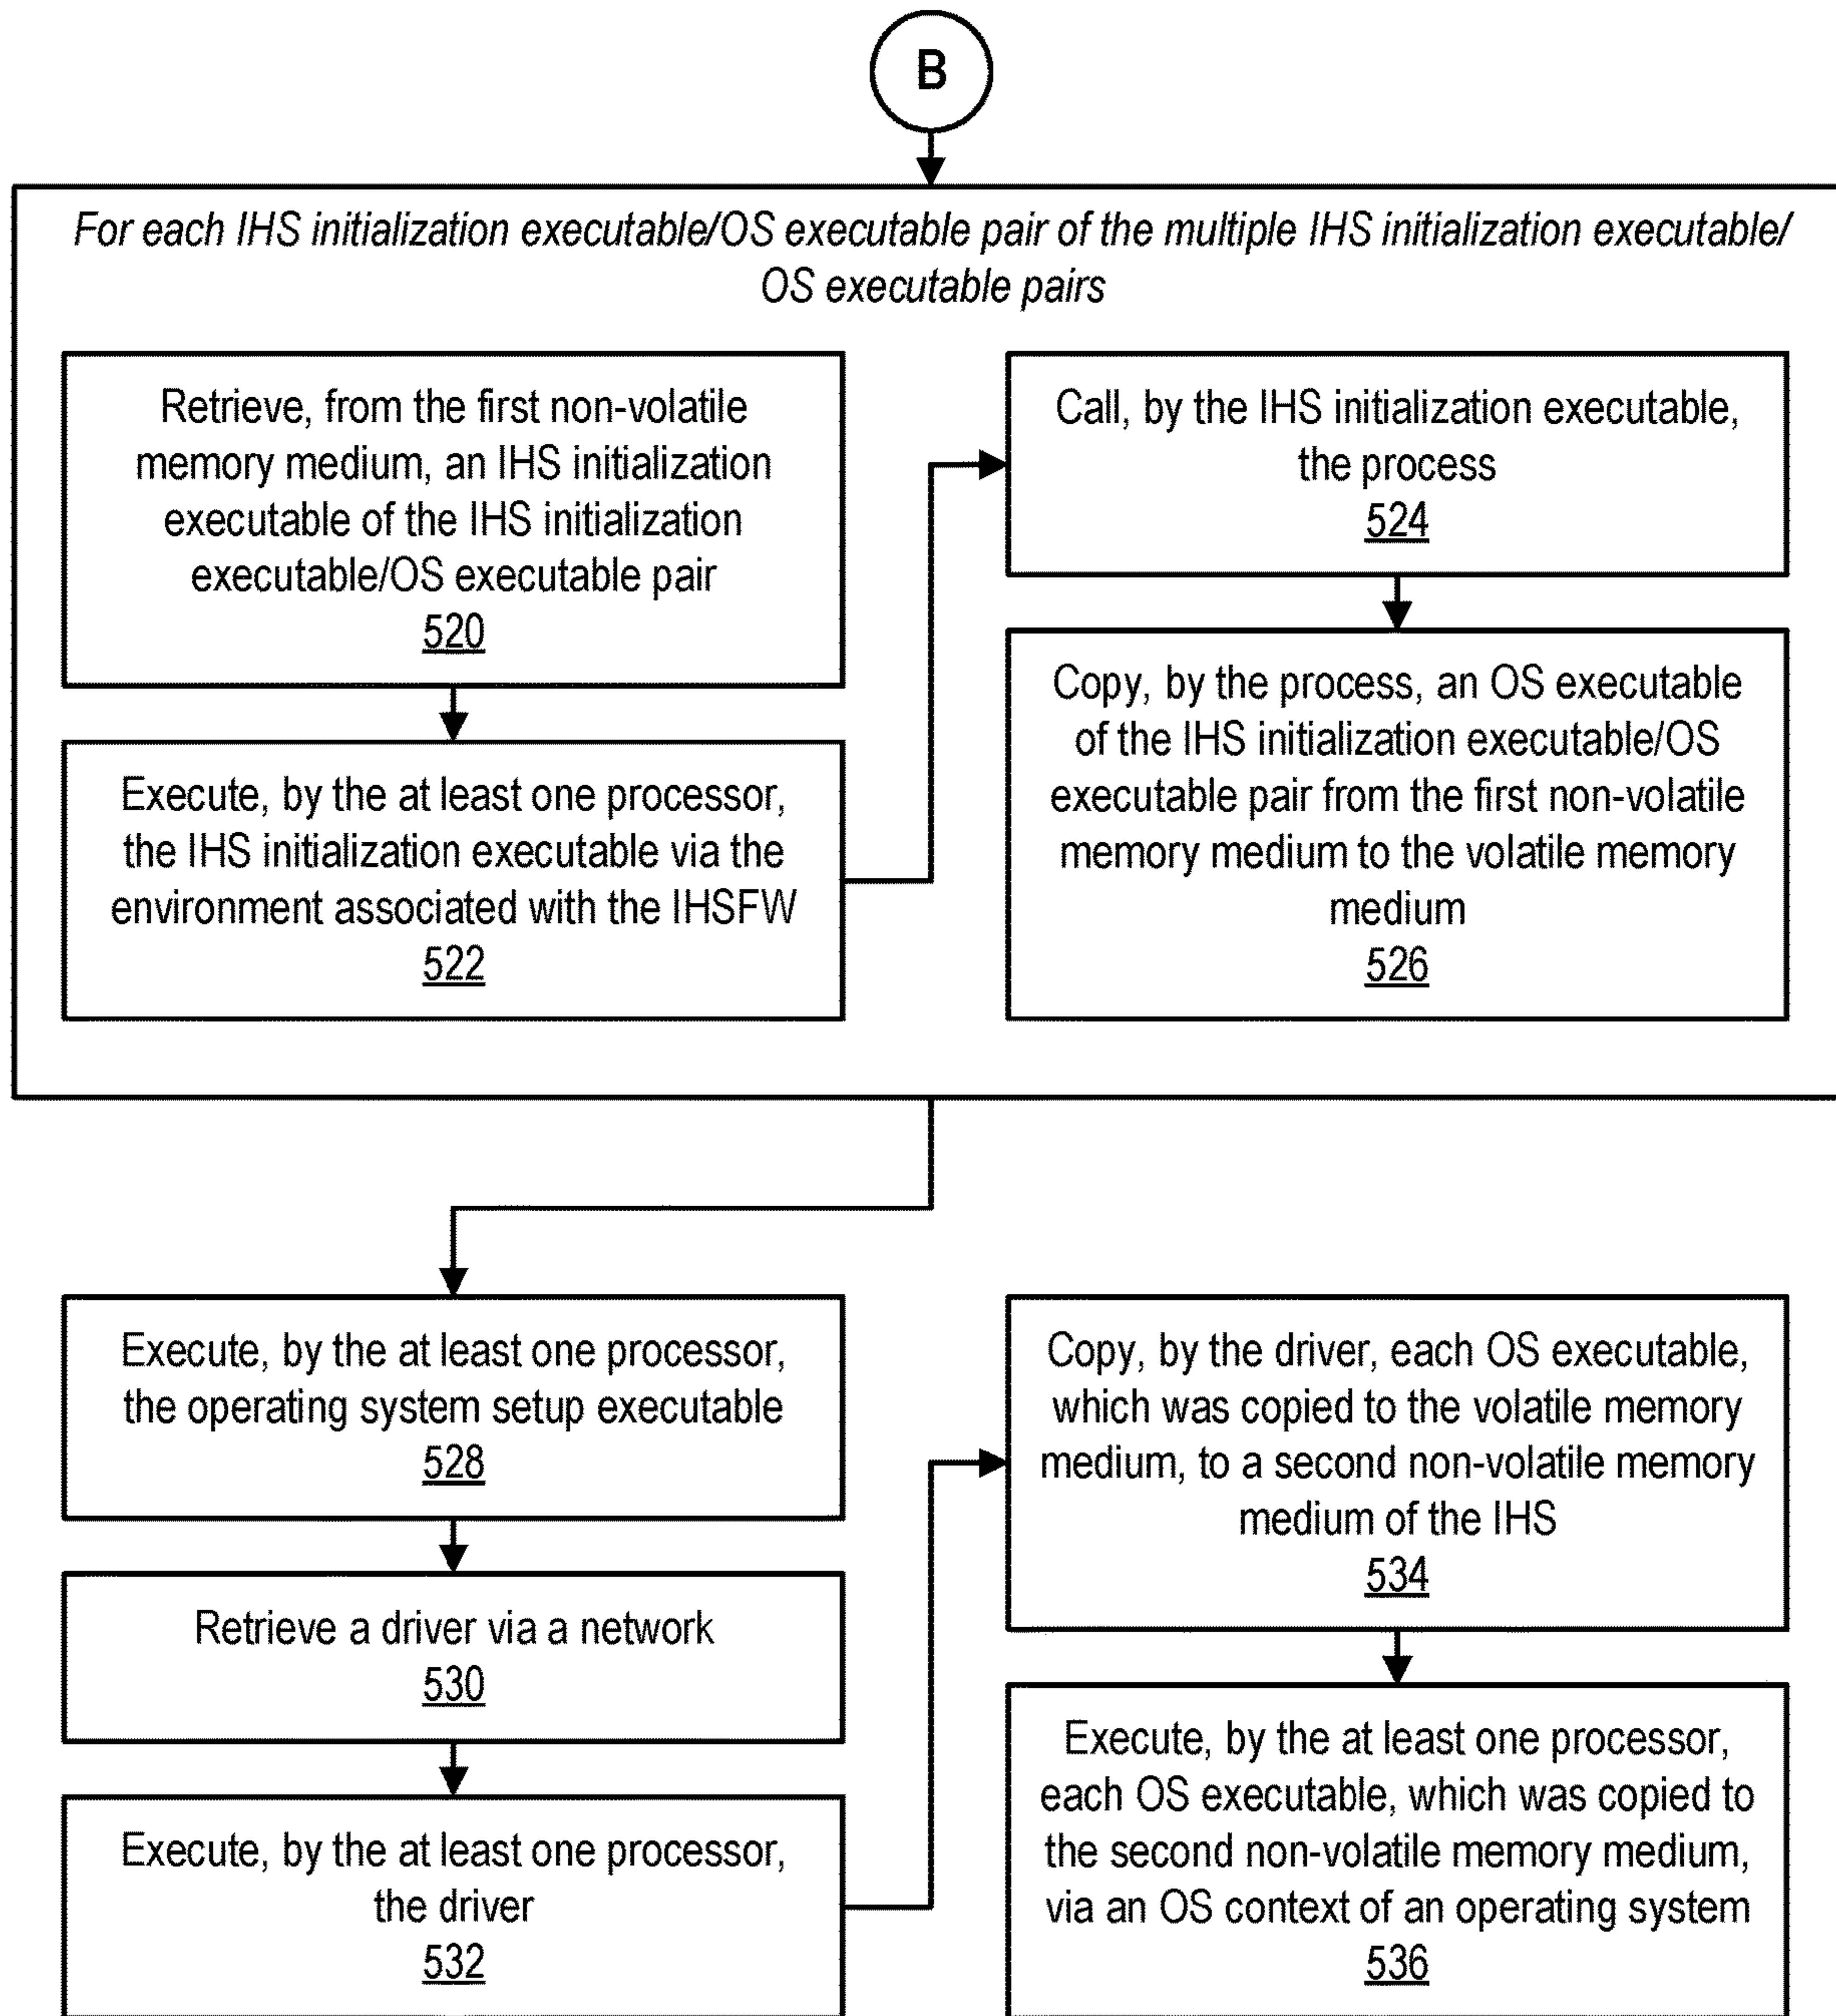 B
For each IHS initialization executable/OS executable pair of the multiple IHS initialization executable/
OS executable pairs
Retrieve, from the first non-volatile
memory medium, an IHS initialization
executable of the IHS initialization
executable/OS executable pair
520
Execute, by the at least one processor,
the IHS initialization executable via the
environment associated with the IHSFW
522
Call, by the IHS initialization executable,
the process
524
Copy, by the process, an OS executable
of the IHS initialization executable/OS
executable pair from the first non-volatile
memory medium to the volatile memory
medium
526
Execute, by the at least one processor,
the operating system setup executable
528
Retrieve a driver via a network
530
Execute, by the at least one processor,
the driver
532
Copy, by the driver, each OS executable,
which was copied to the volatile memory
medium, to a second non-volatile memory
medium of the IHS
534
Execute, by the at least one processor,
each OS executable, which was copied to
the second non-volatile memory medium,
via an OS context of an operating system
536